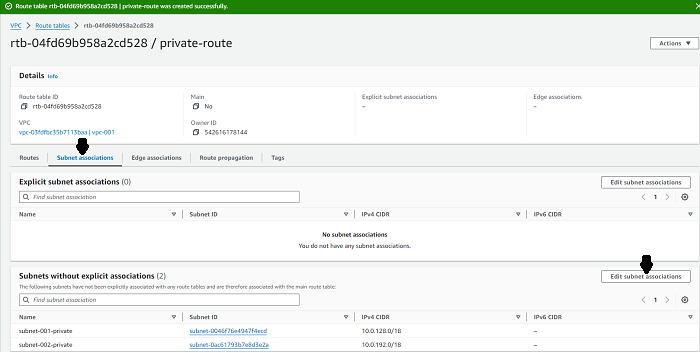 Route tables rtb-04fd69b958a2cd528 | private-route was created successfully.
VPC > Route tables > rtb-04fd69b958a2cd528
rtb-04fd69b958a2cd528 / private-route
Actions
Details Info
Route table ID
rtb-04fd69b958a2cd528
Main
No
Explicit subnet associations
–
Edge associations
–
VPC
vpc-03fdfbc35b7113baa | vpc-001
Owner ID
542616178144
Routes Subnet associations Edge associations Route propagation Tags
Explicit subnet associations (0)
Edit subnet associations
Find subnet association
1
Name Subnet ID IPv4 CIDR IPv6 CIDR
No subnet associations
You do not have any subnet associations.
Subnets without explicit associations (2)
Edit subnet associations
The following subnets have not been explicitly associated with any route tables and are therefore associated with the main route table:
Find subnet association
1
Name Subnet ID IPv4 CIDR IPv6 CIDR
subnet-001-private subnet-0046f76e4947f4ecd 10.0.128.0/18 –
subnet-002-private subnet-0ac61793b7e8d3e2a 10.0.192.0/18 –